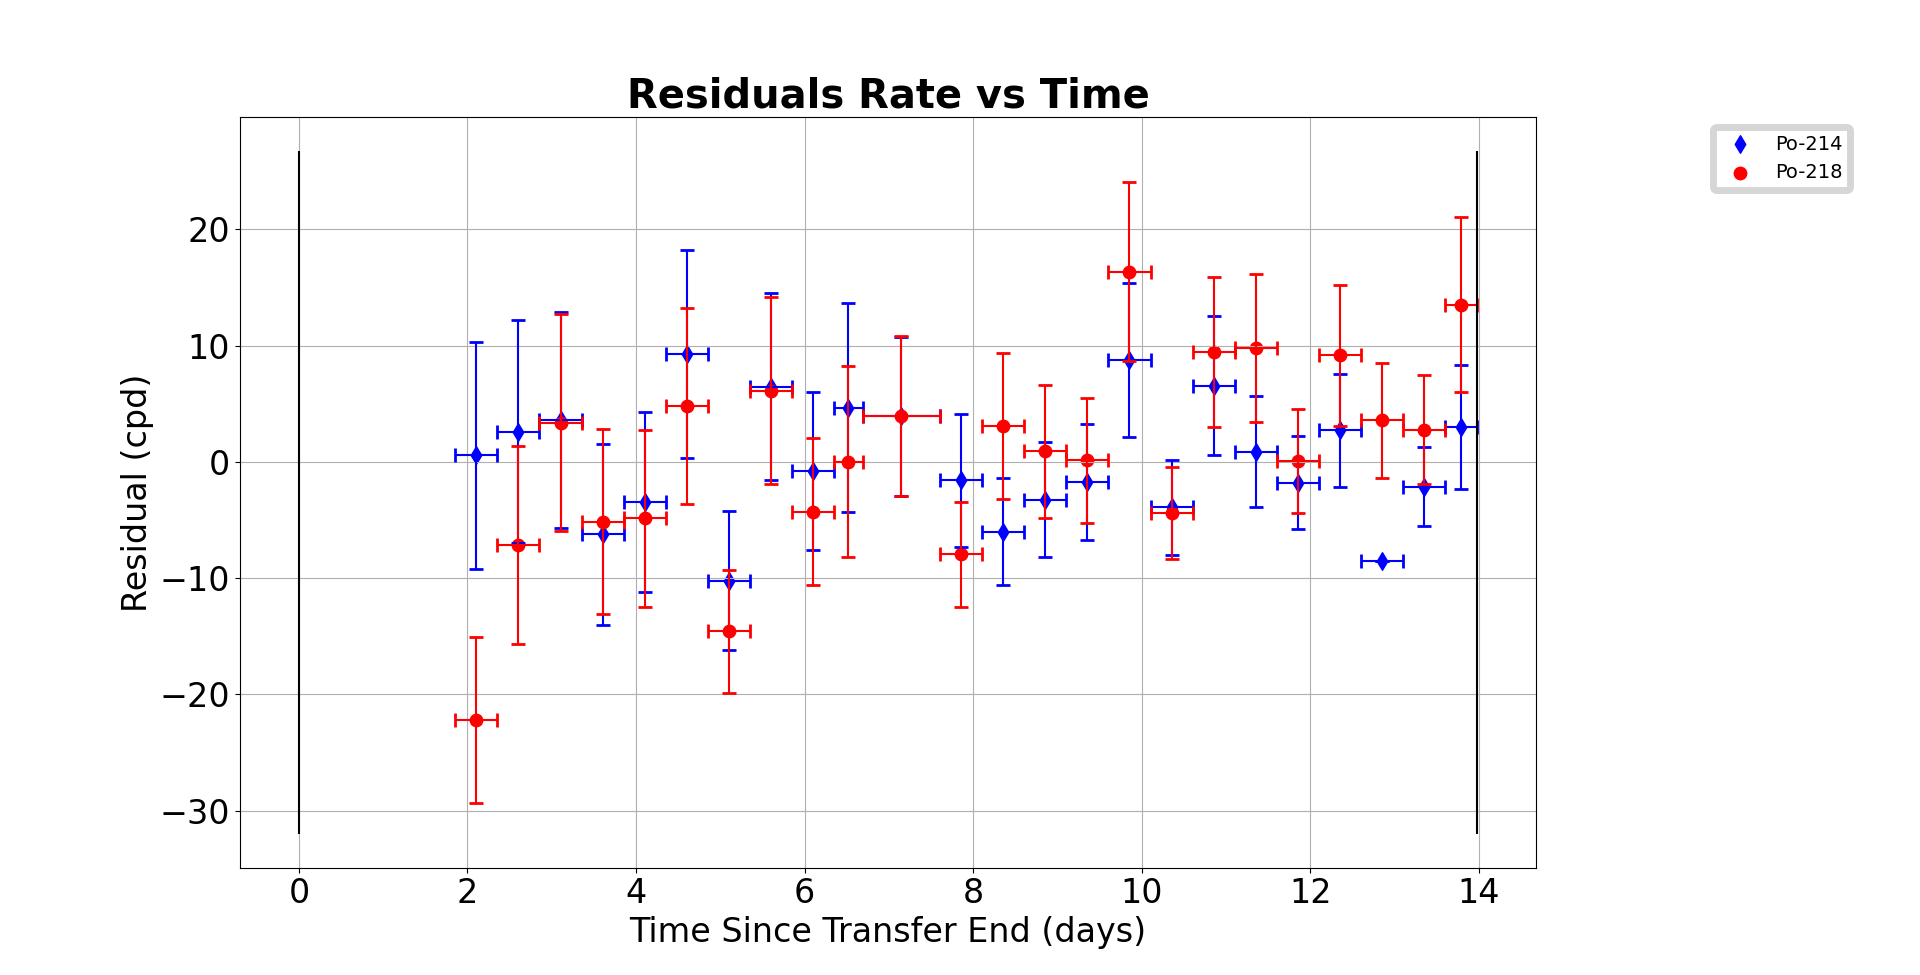 Residuals Rate vs Time
Po-214
Po-218
Residual (cpd)
20
10
0
−10
−20
−30
0 2 4 6 8 10 12 14
Time Since Transfer End (days)